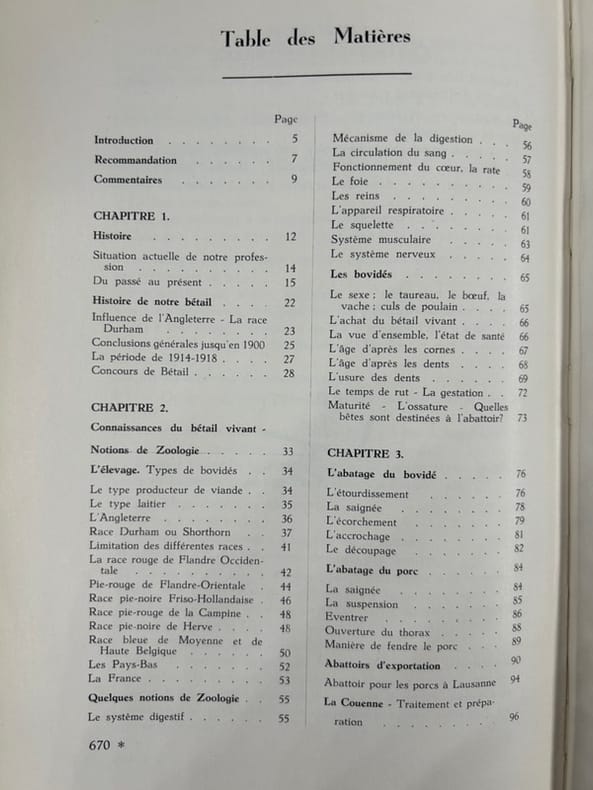 Table des Matières
Page
Introduction . . . . . . . . 5
Recommandation . . . . . . 7
Commentaires . . . . . . . 9
CHAPITRE 1.
Histoire . . . . . . . . . 12
Situation actuelle de notre profes-
sion . . . . . . . . . . 14
Du passé au présent . . . . . 15
Histoire de notre bétail . . . . 22
Influence de l'Angleterre - La race
Durham . . . . . . . . 23
Conclusions générales jusqu'en 1900 25
La période de 1914-1918 . . . . 27
Concours de Bétail . . . . . . 28
CHAPITRE 2.
Connaissances du bétail vivant -
Notions de Zoologie . . . . . 33
L'élevage. Types de bovidés . . 34
Le type producteur de viande . . 34
Le type laitier . . . . . . . 35
L'Angleterre . . . . . . . . 36
Race Durham ou Shorthorn . . 37
Limitation des différentes races . . 41
La race rouge de Flandre Occiden-
tale . . . . . . . . . . 42
Pie-rouge de Flandre-Orientale . 44
Race pie-noire Friso-Hollandaise . 46
Race pie-rouge de la Campine . . 48
Race pie-noire de Herve . . . . 48
Race bleue de Moyenne et de
Haute Belgique . . . . . . 50
Les Pays-Bas . . . . . . . 52
La France . . . . . . . . . 53
Quelques notions de Zoologie . . 55
Le système digestif . . . . . . 55
670 *
Page
Mécanisme de la digestion . . . 56
La circulation du sang . . . . . 57
Fonctionnement du cœur, la rate 58
Le foie . . . . . . . . . . 59
Les reins . . . . . . . . . 60
L'appareil respiratoire . . . . . 61
Le squelette . . . . . . . . 61
Système musculaire . . . . . 63
Le système nerveux . . . . . 64
Les bovidés . . . . . . . . 65
Le sexe : le taureau, le bœuf, la
vache ; culs de poulain . . . . 65
L'achat du bétail vivant . . . . 66
La vue d'ensemble, l'état de santé 66
L'âge d'après les cornes . . . . 67
L'âge d'après les dents . . . . 68
L'usure des dents . . . . . . 69
Le temps de rut - La gestation . . 72
Maturité - L'ossature - Quelles
bêtes sont destinées à l'abattoir? 73
CHAPITRE 3.
L'abatage du bovidé . . . . . 76
L'étourdissement . . . . . 76
La saignée . . . . . . . 78
L'écorchement . . . . . . 79
L'accrochage . . . . . . 81
Le découpage . . . . . . 82
L'abatage du porc . . . . . 84
La saignée . . . . . . . 84
La suspension . . . . . . 85
Eventrer . . . . . . . . 86
Ouverture du thorax . . . . . 88
Manière de fendre le porc . . . 89
Abattoirs d'exportation . . . . 90
Abattoir pour les porcs à Lausanne 94
La Couenne - Traitement et prépa-
ration . . . . . . . . 96